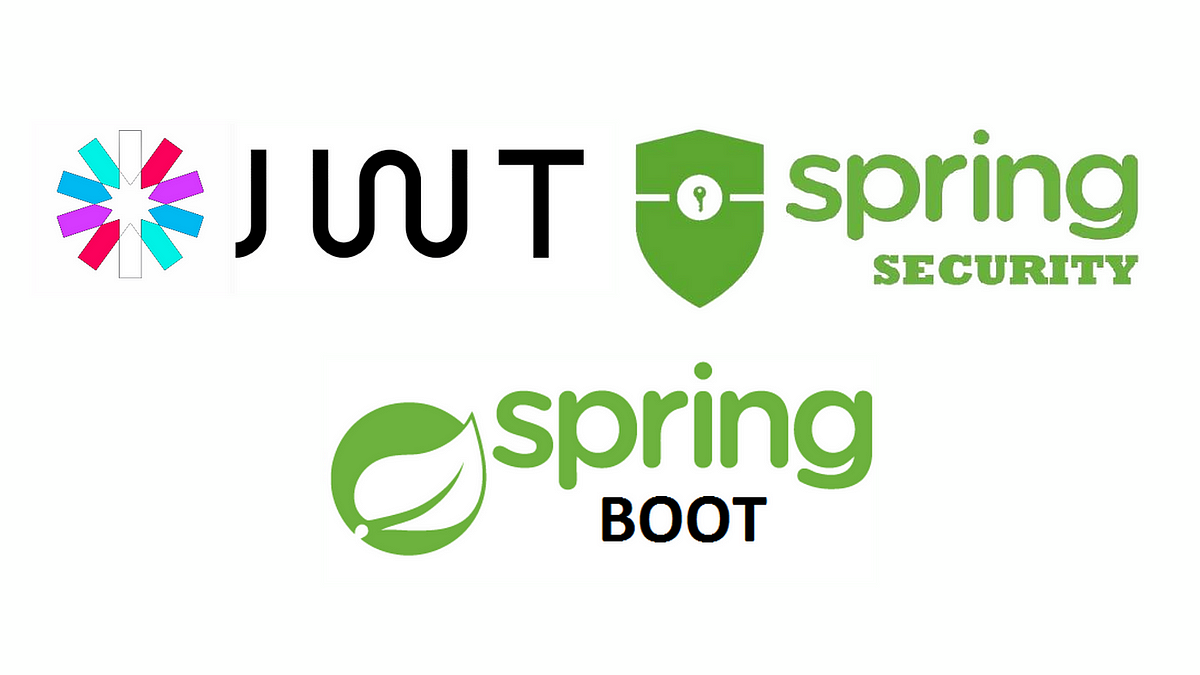 JWT
spring
SECURITY
spring
BOOT